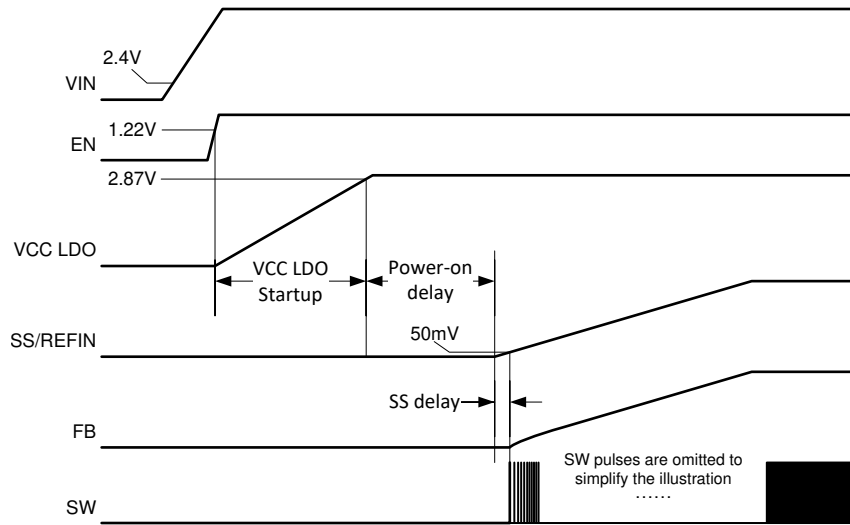 2.4V
VIN
1.22V
EN
2.87V
VCC LDO
VCC LDO
Startup
Power-on
delay
50mV
SS/REFIN
SS delay
FB
SW pulses are omitted to
simplify the illustration
......
SW